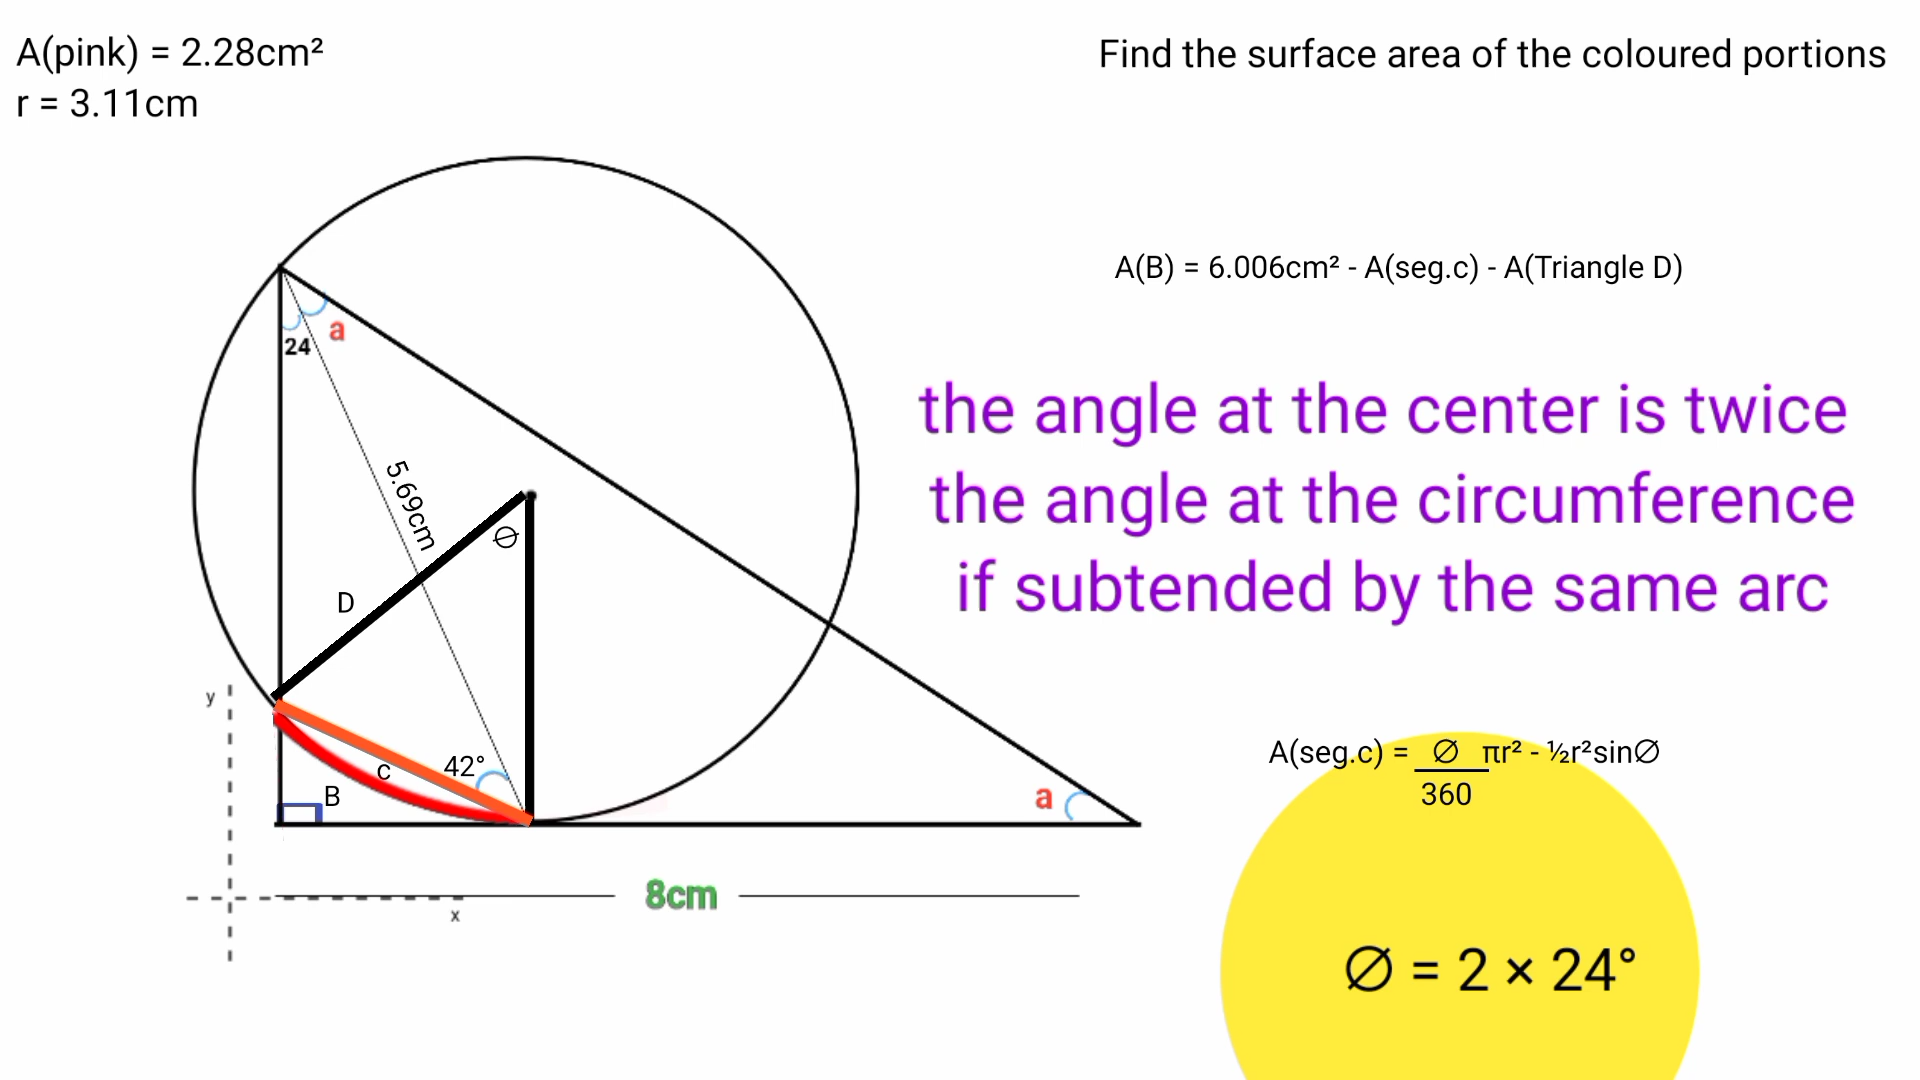 A(pink) = 2.28cm²
r = 3.11cm
Find the surface area of the coloured portions
A(B) = 6.006cm² - A(seg.c) - A(Triangle D)
a
24
the angle at the center is twice
the angle at the circumference
if subtended by the same arc
5.69cm
∅
D
y
42°
c
B
a
A(seg.c) = ∅ πr² - ½r²sin∅
360
8cm
x
∅ = 2 × 24°